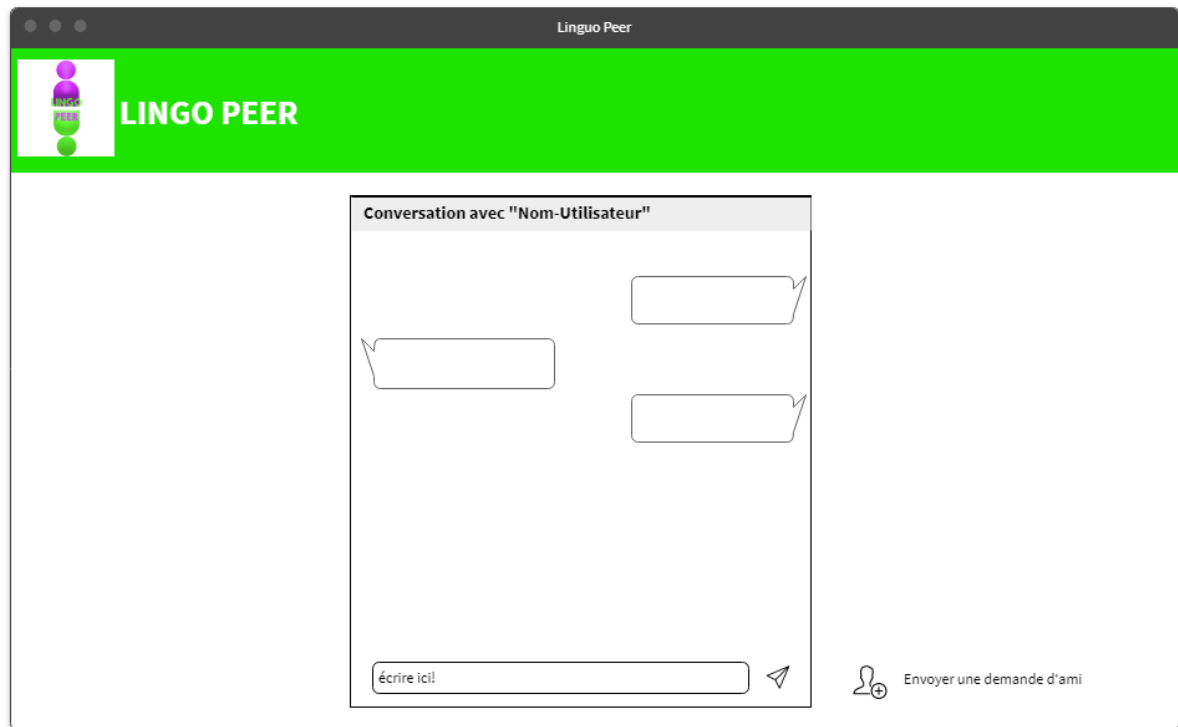 Linguo Peer
LINGO
PEER
LINGO PEER
Conversation avec "Nom-Utilisateur"
écrire ici!
Envoyer une demande d'ami